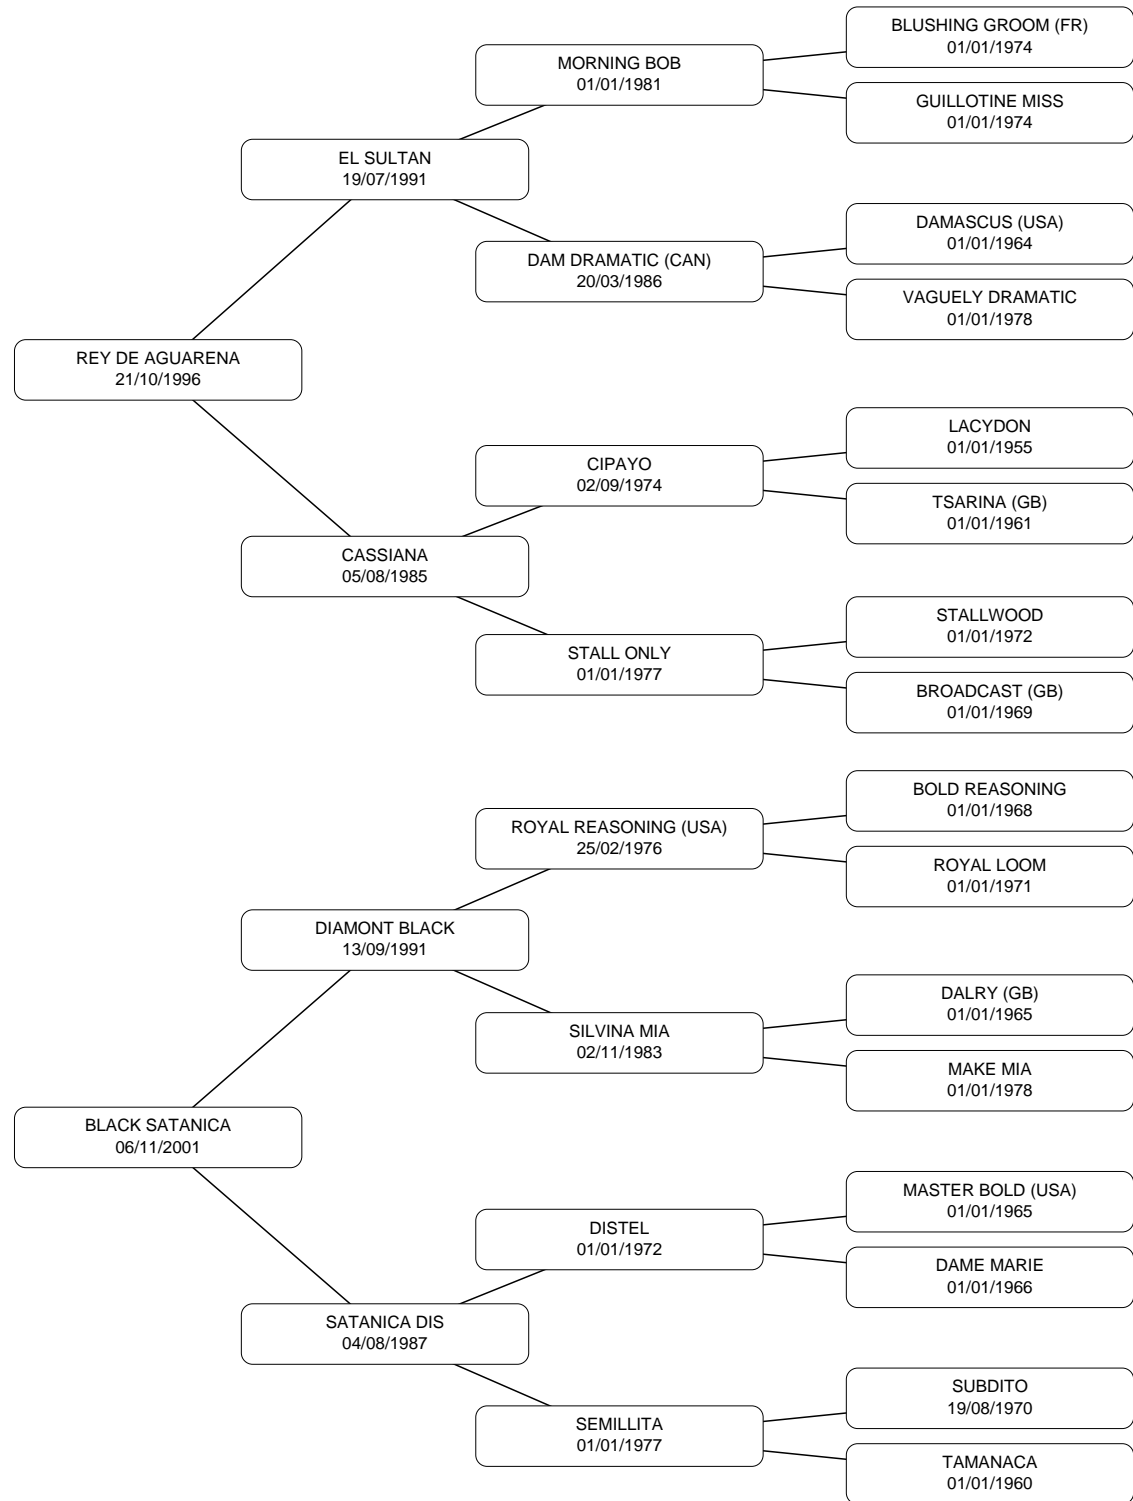 BLUSHING GROOM (FR)
01/01/1974
MORNING BOB
01/01/1981
GUILLOTINE MISS
01/01/1974
EL SULTAN
19/07/1991
DAMASCUS (USA)
01/01/1964
DAM DRAMATIC (CAN)
20/03/1986
VAGUELY DRAMATIC
01/01/1978
REY DE AGUARENA
21/10/1996
LACYDON
01/01/1955
CIPAYO
02/09/1974
TSARINA (GB)
01/01/1961
CASSIANA
05/08/1985
STALLWOOD
01/01/1972
STALL ONLY
01/01/1977
BROADCAST (GB)
01/01/1969
BOLD REASONING
01/01/1968
ROYAL REASONING (USA)
25/02/1976
ROYAL LOOM
01/01/1971
DIAMONT BLACK
13/09/1991
DALRY (GB)
01/01/1965
SILVINA MIA
02/11/1983
MAKE MIA
01/01/1978
BLACK SATANICA
06/11/2001
MASTER BOLD (USA)
01/01/1965
DISTEL
01/01/1972
DAME MARIE
01/01/1966
SATANICA DIS
04/08/1987
SUBDITO
19/08/1970
SEMILLITA
01/01/1977
TAMANACA
01/01/1960